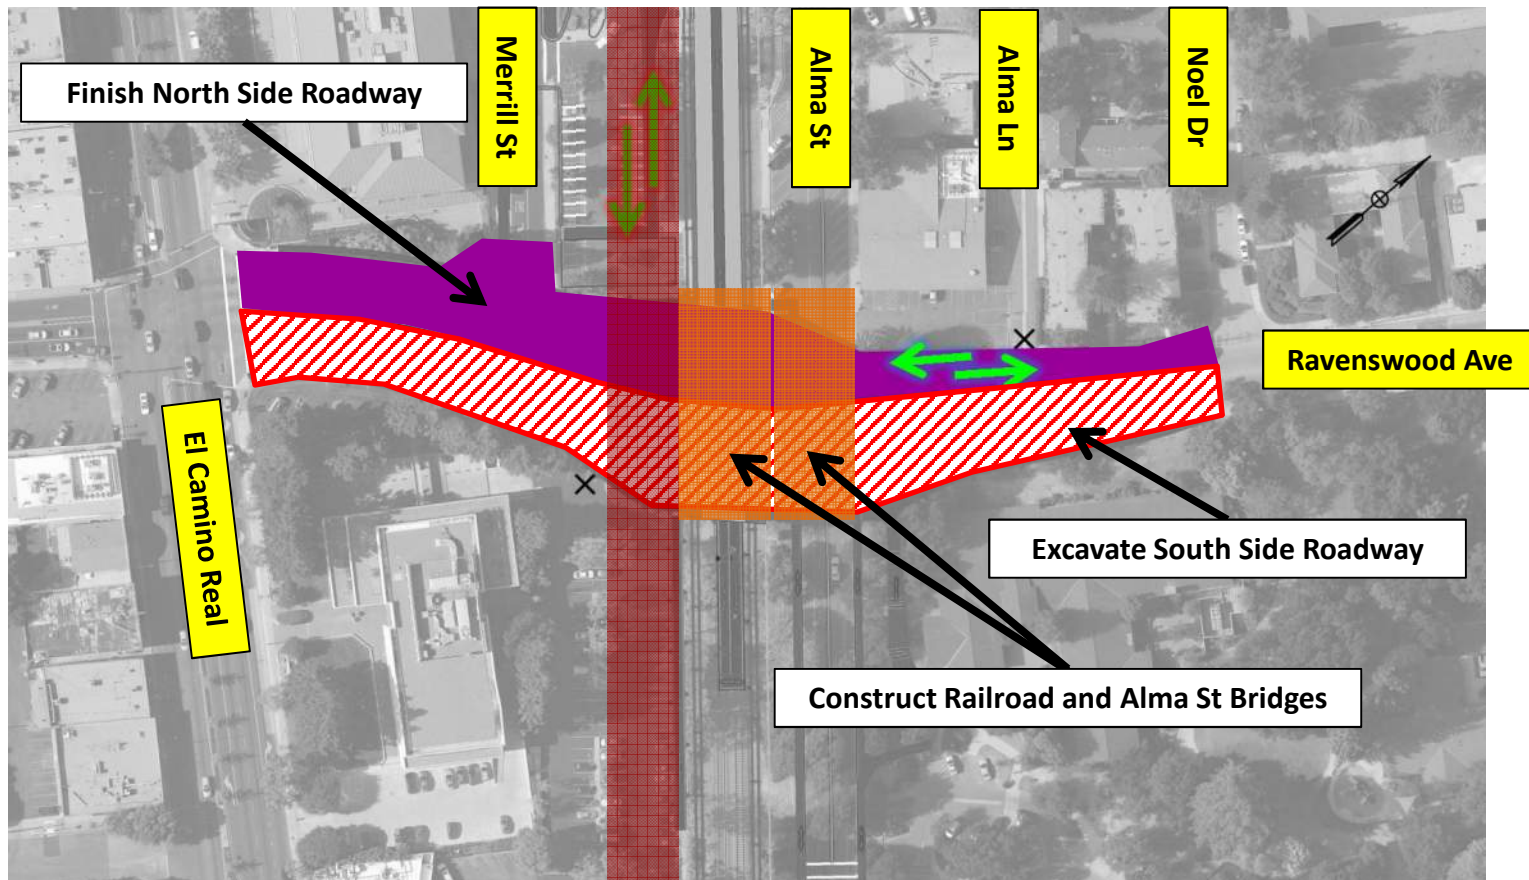 Merrill St
Alma St
Alma Ln
Noel Dr
Finish North Side Roadway
Ravenswood Ave
El Camino Real
Excavate South Side Roadway
Construct Railroad and Alma St Bridges